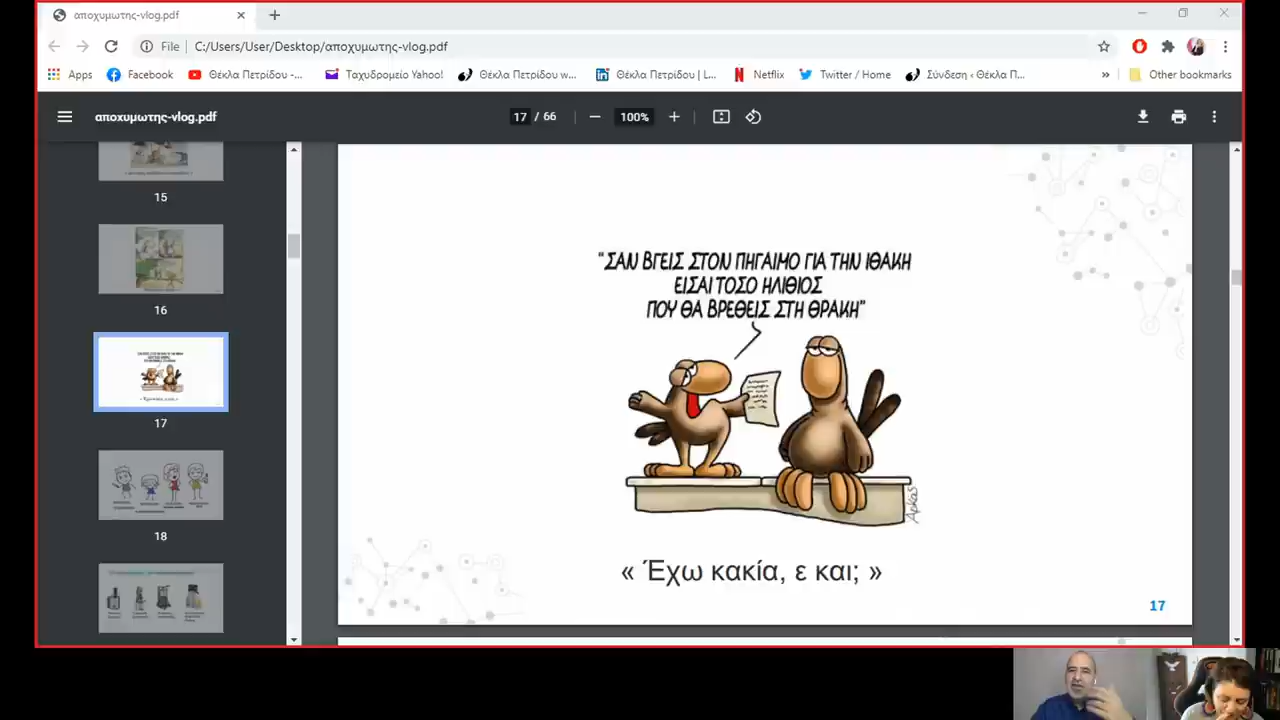 αποχυμωτης-vlog.pdf
File
C:/Users/User/Desktop/αποχυμωτης-vlog.pdf
Apps
Facebook
Θέκλα Πετρίδου -...
Ταχυδρομείο Yahoo!
Θέκλα Πετρίδου w...
Θέκλα Πετρίδου | L...
Netflix
Twitter / Home
Σύνδεση ‹ Θέκλα Π...
»
Other bookmarks
αποχυμωτης-vlog.pdf
17 / 66
100%
15
16
17
18
"ΣΑΝ ΒΓΕΙΣ ΣΤΟΝ ΠΗΓΑΙΜΟ ΓΙΑ ΤΗΝ ΙΘΑΚΗ
ΕΙΣΑΙ ΤΟΣΟ ΗΛΙΘΙΟΣ
ΠΟΥ ΘΑ ΒΡΕΘΕΙΣ ΣΤΗ ΘΡΑΚΗ"
Αρκας
« Έχω κακία, ε και; »
17